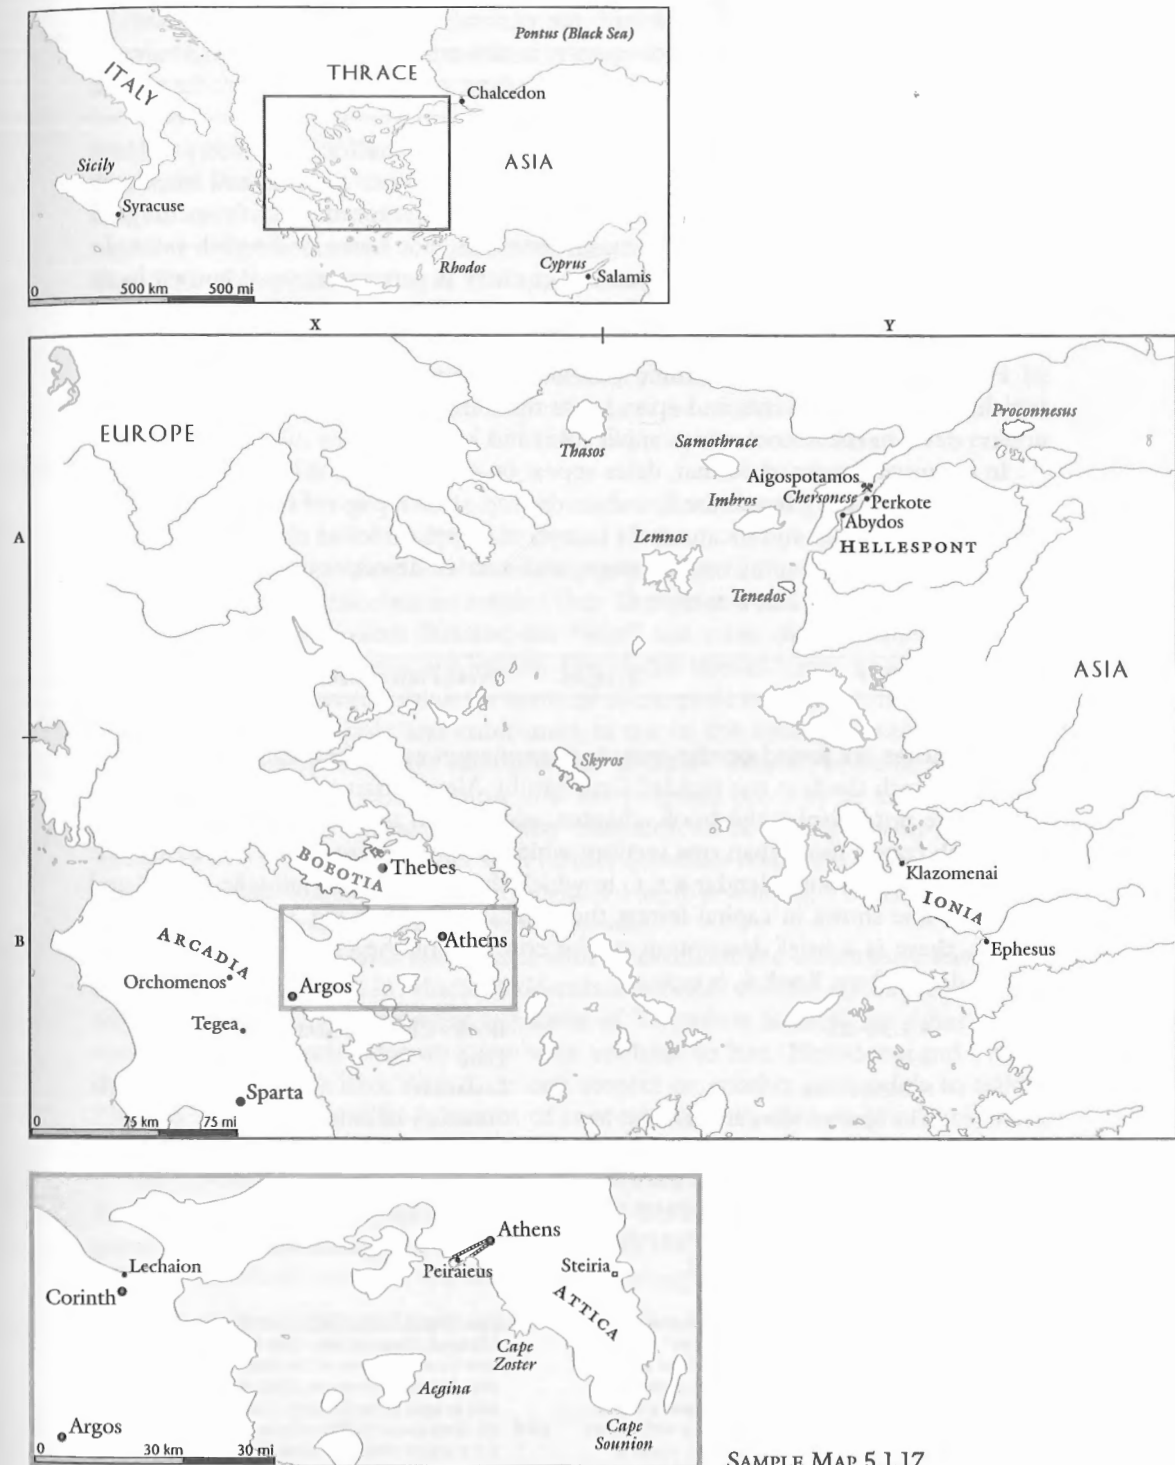 Pontus (Black Sea)
ITALY
THRACE
Chalcedon
ASIA
Sicily
Syracuse
Rhodos
Cyprus
Salamis
0
500 km
500 mi
X
Y
EUROPE
Proconnesus
Thasos
Samothrace
Aigospotamos
Imbros
Chersonese
Perkote
Abydos
A
Lemnos
HELLESPONT
Tenedos
ASIA
Skyros
BOEOTIA
Thebes
Klazomenai
IONIA
B
ARCADIA
Athens
Ephesus
Orchomenos
Argos
Tegea
Sparta
0
75 km
75 mi
Athens
Lechaion
Peiraieus
Steiria
Corinth
ATTICA
Cape
Zoster
Aegina
Argos
Cape
Sounion
0
30 km
30 mi
SAMPLE MAP 5.1.17